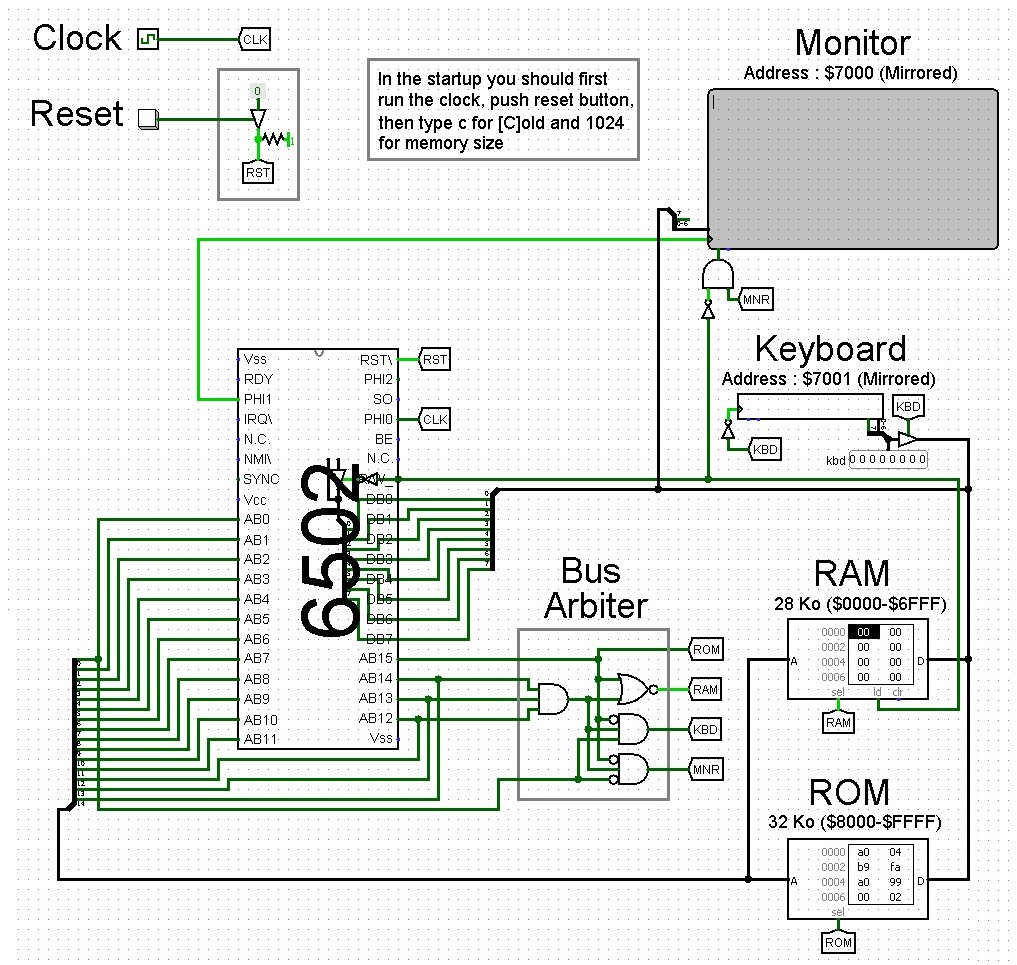 Clock
CLK
Monitor
Address : $7000 (Mirrored)
Reset
0
1
RST
In the startup you should first
run the clock, push reset button,
then type c for [C]old and 1024
for memory size
7
0-6
MNR
Keyboard
Address : $7001 (Mirrored)
KBD
7
0-6
KBD
kbd 0 0 0 0 0 0 0 0
6502
Vss
RDY
PHI1
IRQ\
N.C.
NMI\
SYNC
Vcc
AB0
AB1
AB2
AB3
AB4
AB5
AB6
AB7
AB8
AB9
AB10
AB11
RST\
PHI2
SO
PHI0
BE
N.C.
DB0
DB1
DB2
DB3
DB4
DB5
DB6
DB7
AB15
AB14
AB13
AB12
Vss
RST
CLK
Bus
Arbiter
ROM
RAM
KBD
MNR
RAM
28 Ko ($0000-$6FFF)
0000 00 00
0002 00 00
0004 00 00
0006 00 00
A
D
sel ld clr
RAM
ROM
32 Ko ($8000-$FFFF)
0000 a0 04
0002 b9 fa
0004 a0 99
0006 00 02
A
D
sel
ROM